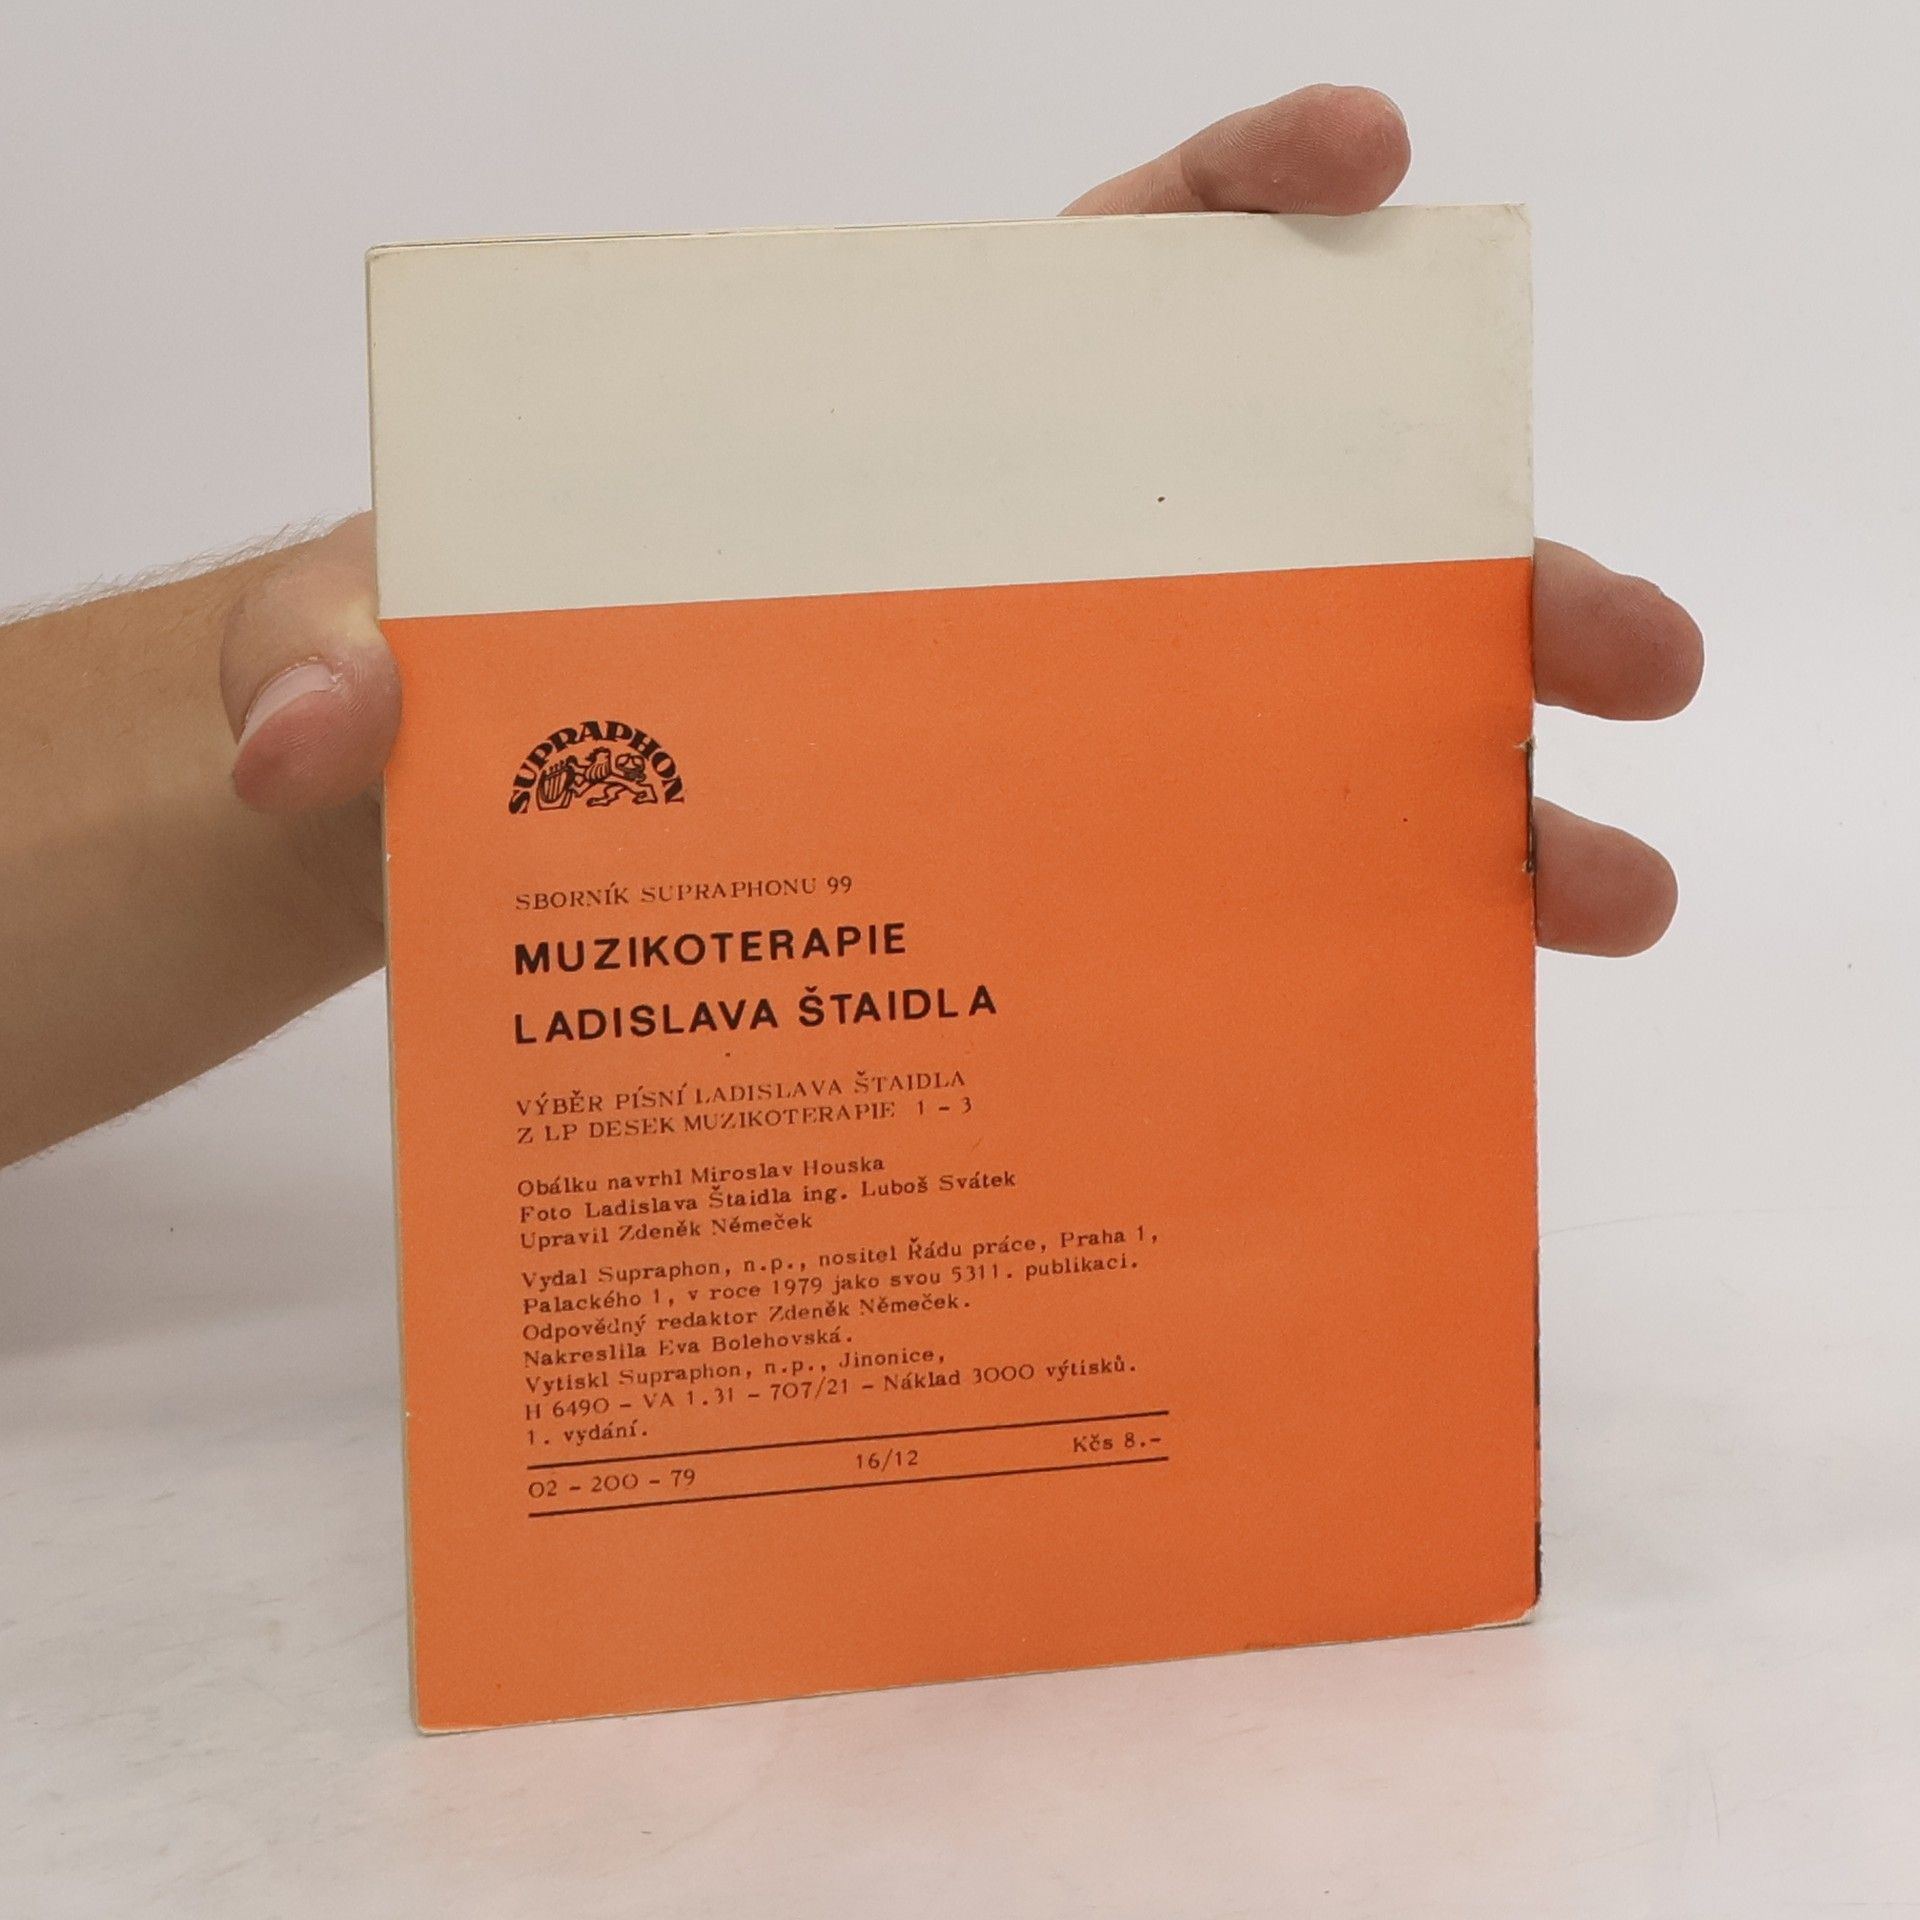 SUPRAPHON
SBORNÍK SUPRAPHONU 99
MUZIKOTERAPIE
LADISLAVA ŠTAIDLA
VÝBĚR PÍSNÍ LADISLAVA ŠTAIDLA
Z LP DESEK MUZIKOTERAPIE 1 - 3
Obálku navrhl Miroslav Houska
Foto Ladislava Štaidla ing. Luboš Svátek
Upravil Zdeněk Němeček
Vydal Supraphon, n.p., nositel Řádu práce, Praha 1,
Palackého 1, v roce 1979 jako svou 5311. publikaci.
Odpovědný redaktor Zdeněk Němeček.
Nakreslila Eva Bolehovská.
Vytiskl Supraphon, n.p., Jinonice,
H 6490 - VA 1.31 - 707/21 - Náklad 3000 výtisků.
1. vydání.
02 - 200 - 79 16/12 Kčs 8.-